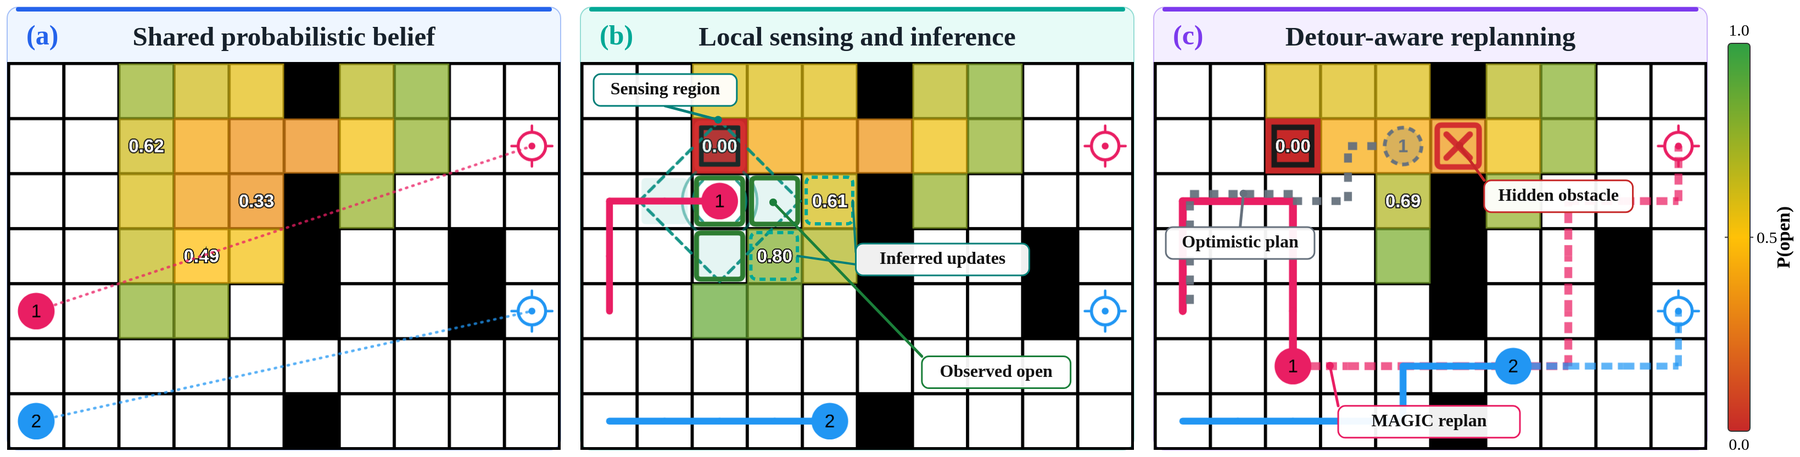 (a) Shared probabilistic belief
0.62
0.33
0.49
1
2
(b) Local sensing and inference
Sensing region
0.00
1
0.61
0.80
Inferred updates
Observed open
2
(c) Detour-aware replanning
0.00
1
Hidden obstacle
0.69
Optimistic plan
1
2
MAGIC replan
1.0
0.5
P(open)
0.0